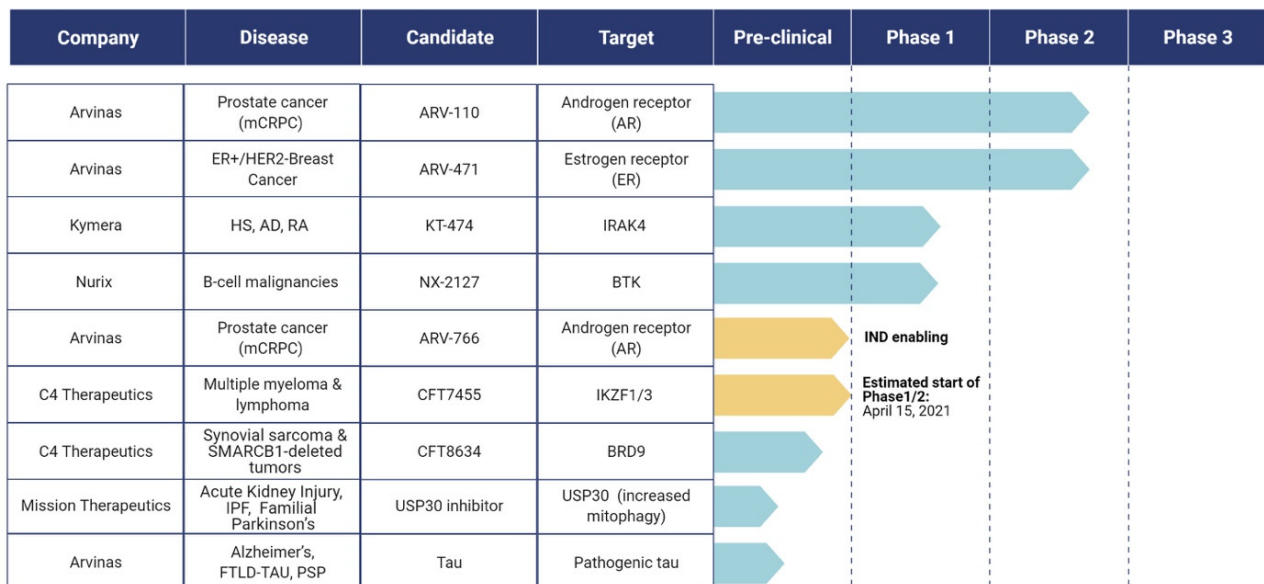 Company Disease Candidate Target Pre-clinical Phase 1 Phase 2 Phase 3
Arvinas
Prostate cancer
(mCRPC)
ARV-110
Androgen receptor
(AR)
Arvinas
ER+/HER2-Breast
Cancer
ARV-471
Estrogen receptor
(ER)
Kymera
HS, AD, RA
KT-474
IRAK4
Nurix
B-cell malignancies
NX-2127
BTK
Arvinas
Prostate cancer
(mCRPC)
ARV-766
Androgen receptor
(AR)
IND enabling
C4 Therapeutics
Multiple myeloma &
lymphoma
CFT7455
IKZF1/3
Estimated start of
Phase1/2:
April 15, 2021
C4 Therapeutics
Synovial sarcoma &
SMARCB1-deleted
tumors
CFT8634
BRD9
Mission Therapeutics
Acute Kidney Injury,
IPF, Familial
Parkinson’s
USP30 inhibitor
USP30 (increased
mitophagy)
Arvinas
Alzheimer’s,
FTLD-TAU, PSP
Tau
Pathogenic tau